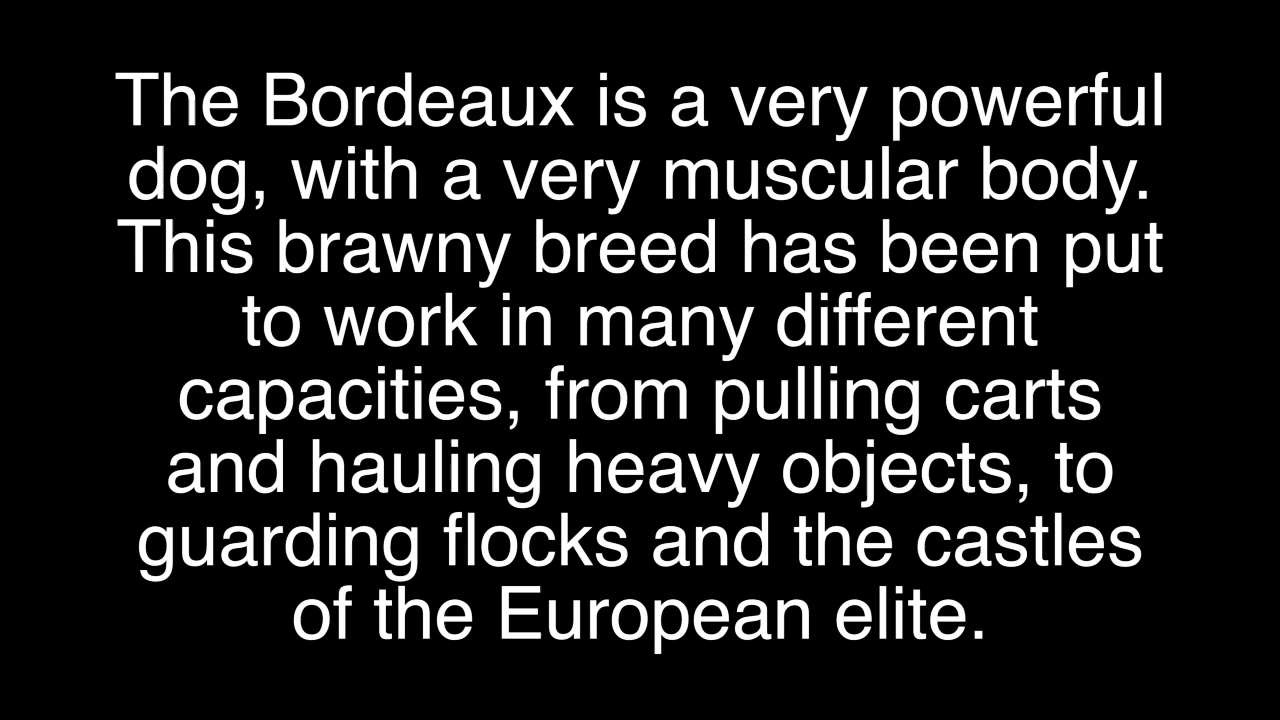 The Bordeaux is a very powerful
dog, with a very muscular body.
This brawny breed has been put
to work in many different
capacities, from pulling carts
and hauling heavy objects, to
guarding flocks and the castles
of the European elite.